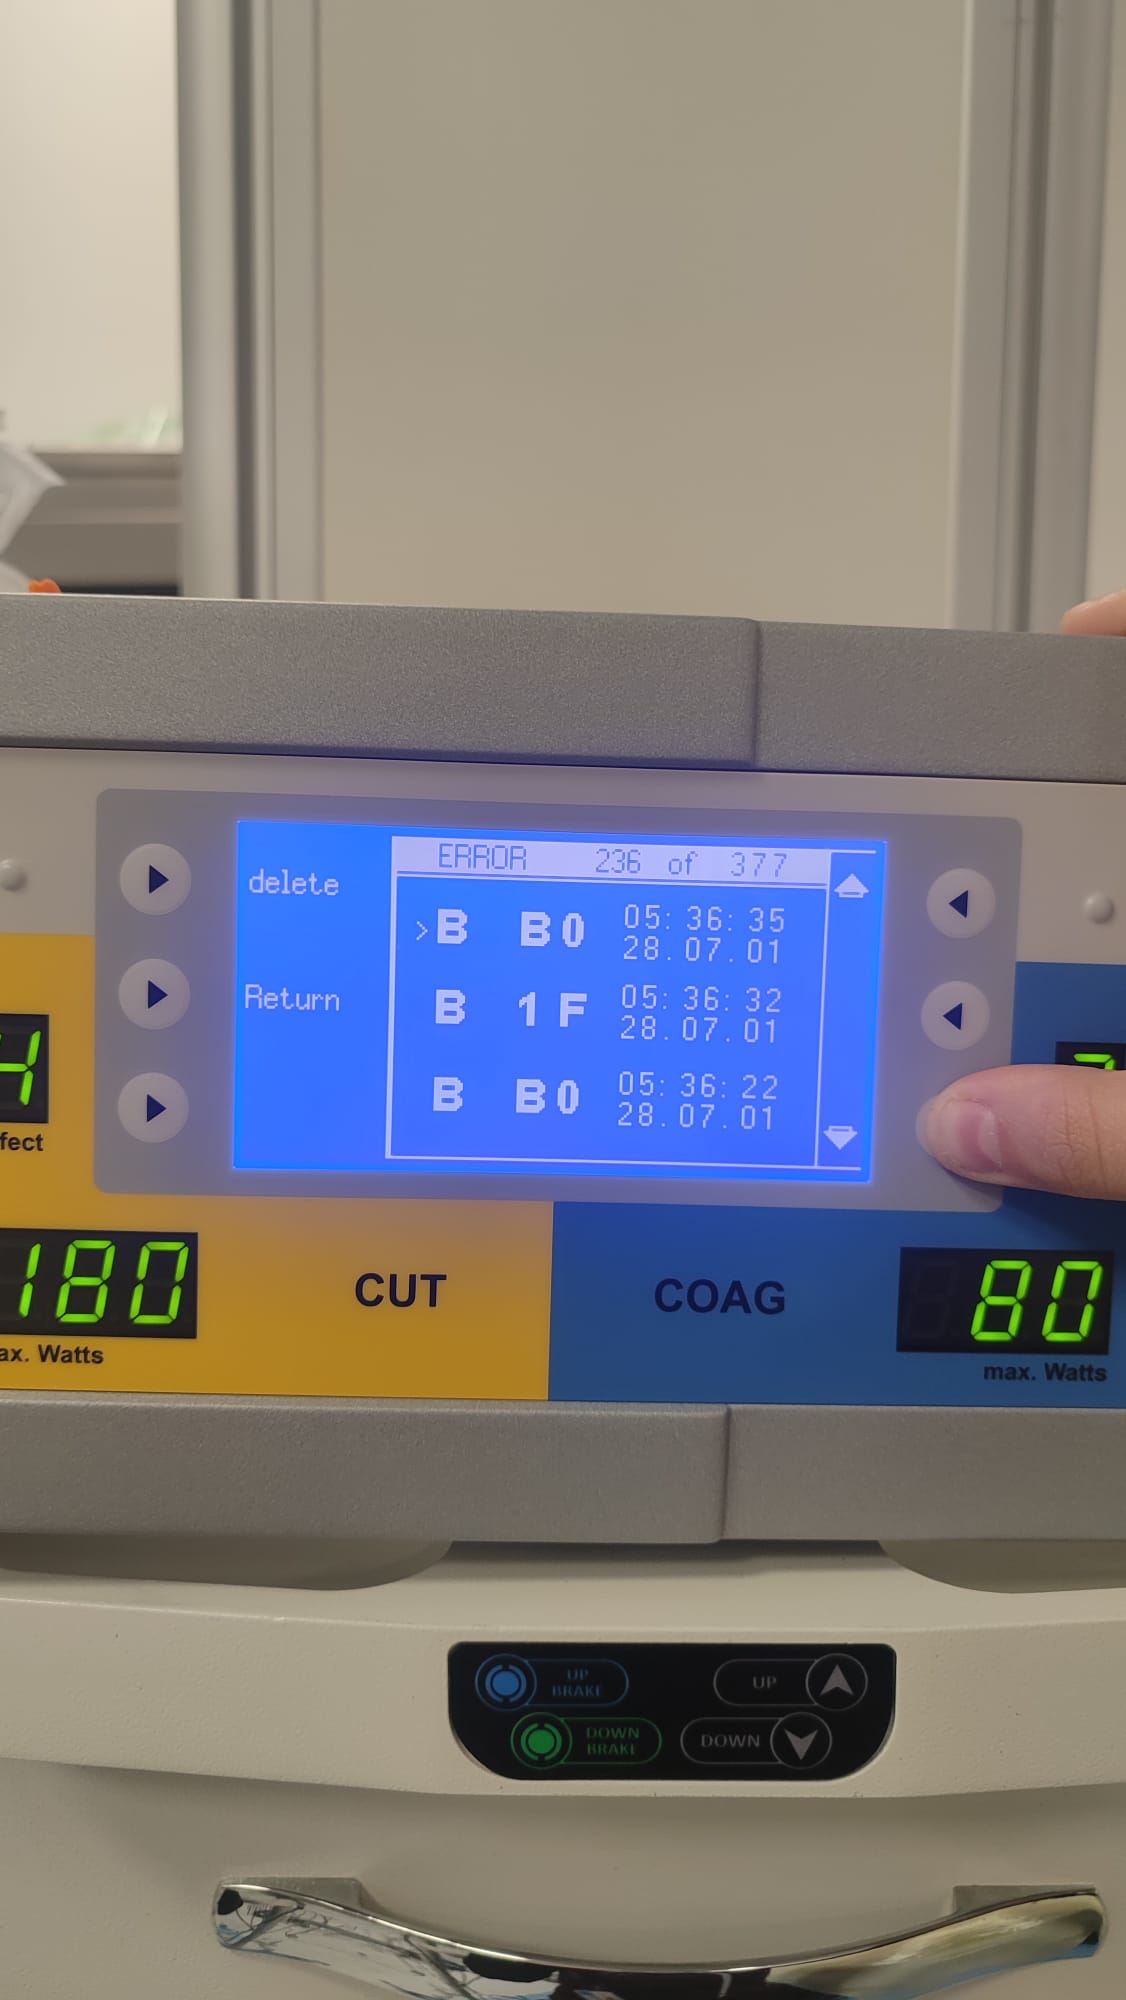 ERROR 236 of 377
delete
> B B0 05: 36: 35
28. 07. 01
Return
B 1F 05: 36: 32
28. 07. 01
B B0 05: 36: 22
28. 07. 01
fect
180
CUT
COAG
80
ax. Watts
max. Watts
UP BRAKE
UP
DOWN BRAKE
DOWN